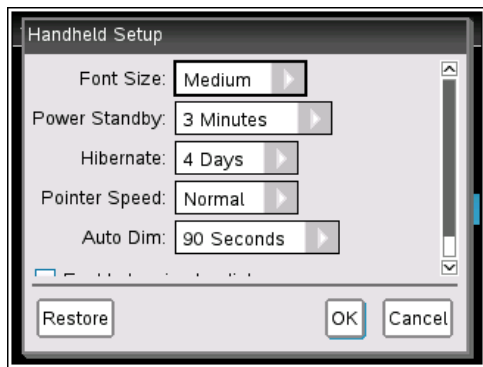 Handheld Setup
Font Size: Medium
Power Standby: 3 Minutes
Hibernate: 4 Days
Pointer Speed: Normal
Auto Dim: 90 Seconds
Restore OK Cancel